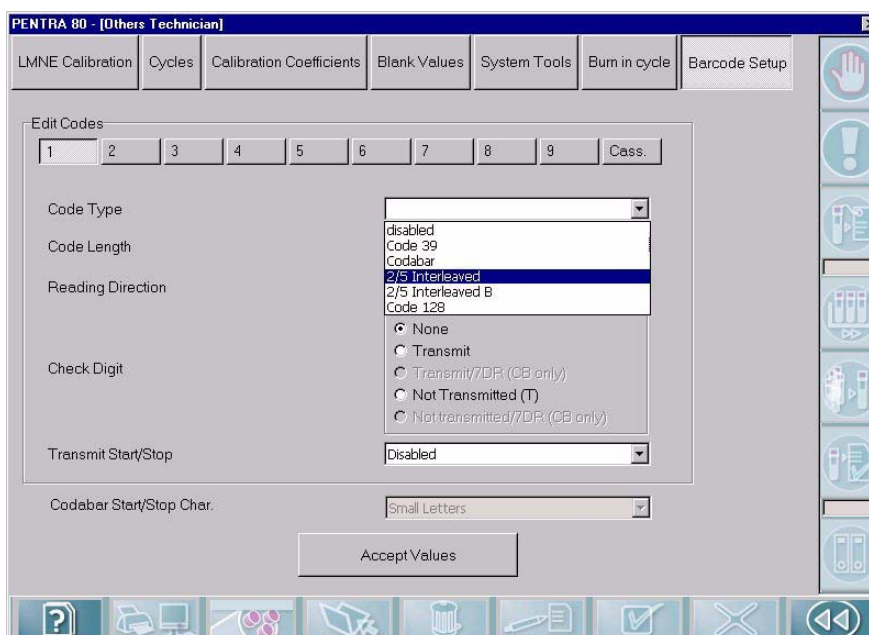 PENTRA 80 - [Others Technician]
LMNE Calibration Cycles Calibration Coefficients Blank Values System Tools Burn in cycle Barcode Setup
Edit Codes
1 2 3 4 5 6 7 8 9 Cass.
Code Type
disabled
Code Length
Code 39
Codabar
2/5 Interleaved
Reading Direction
2/5 Interleaved B
Code 128
None
Transmit
Check Digit
Transmit/7DR (CB only)
Not Transmitted (T)
Not transmitted/7DR (CB only)
Transmit Start/Stop Disabled
Codabar Start/Stop Char. Small Letters
Accept Values